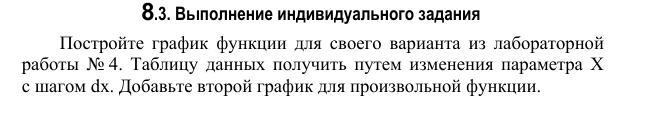 8.3. Выполнение индивидуального задания
Постройте график функции для своего варианта из лабораторной
работы № 4. Таблицу данных получить путем изменения параметра X
с шагом dx. Добавьте второй график для произвольной функции.